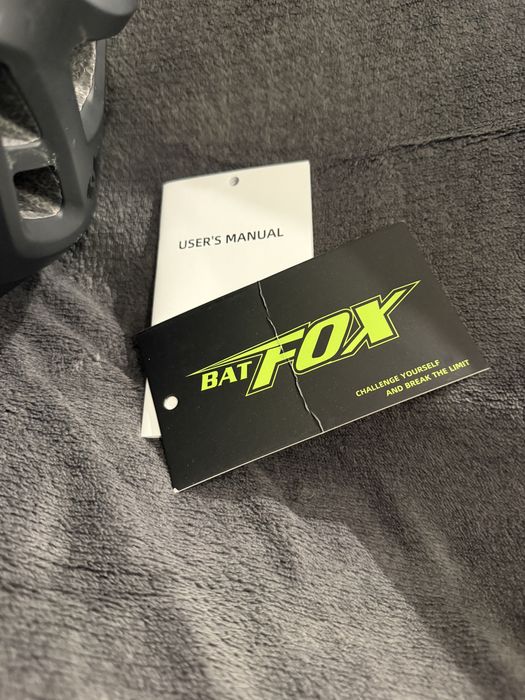 USER'S MANUAL
BAT FOX
CHALLENGE YOURSELF
AND BREAK THE LIMIT